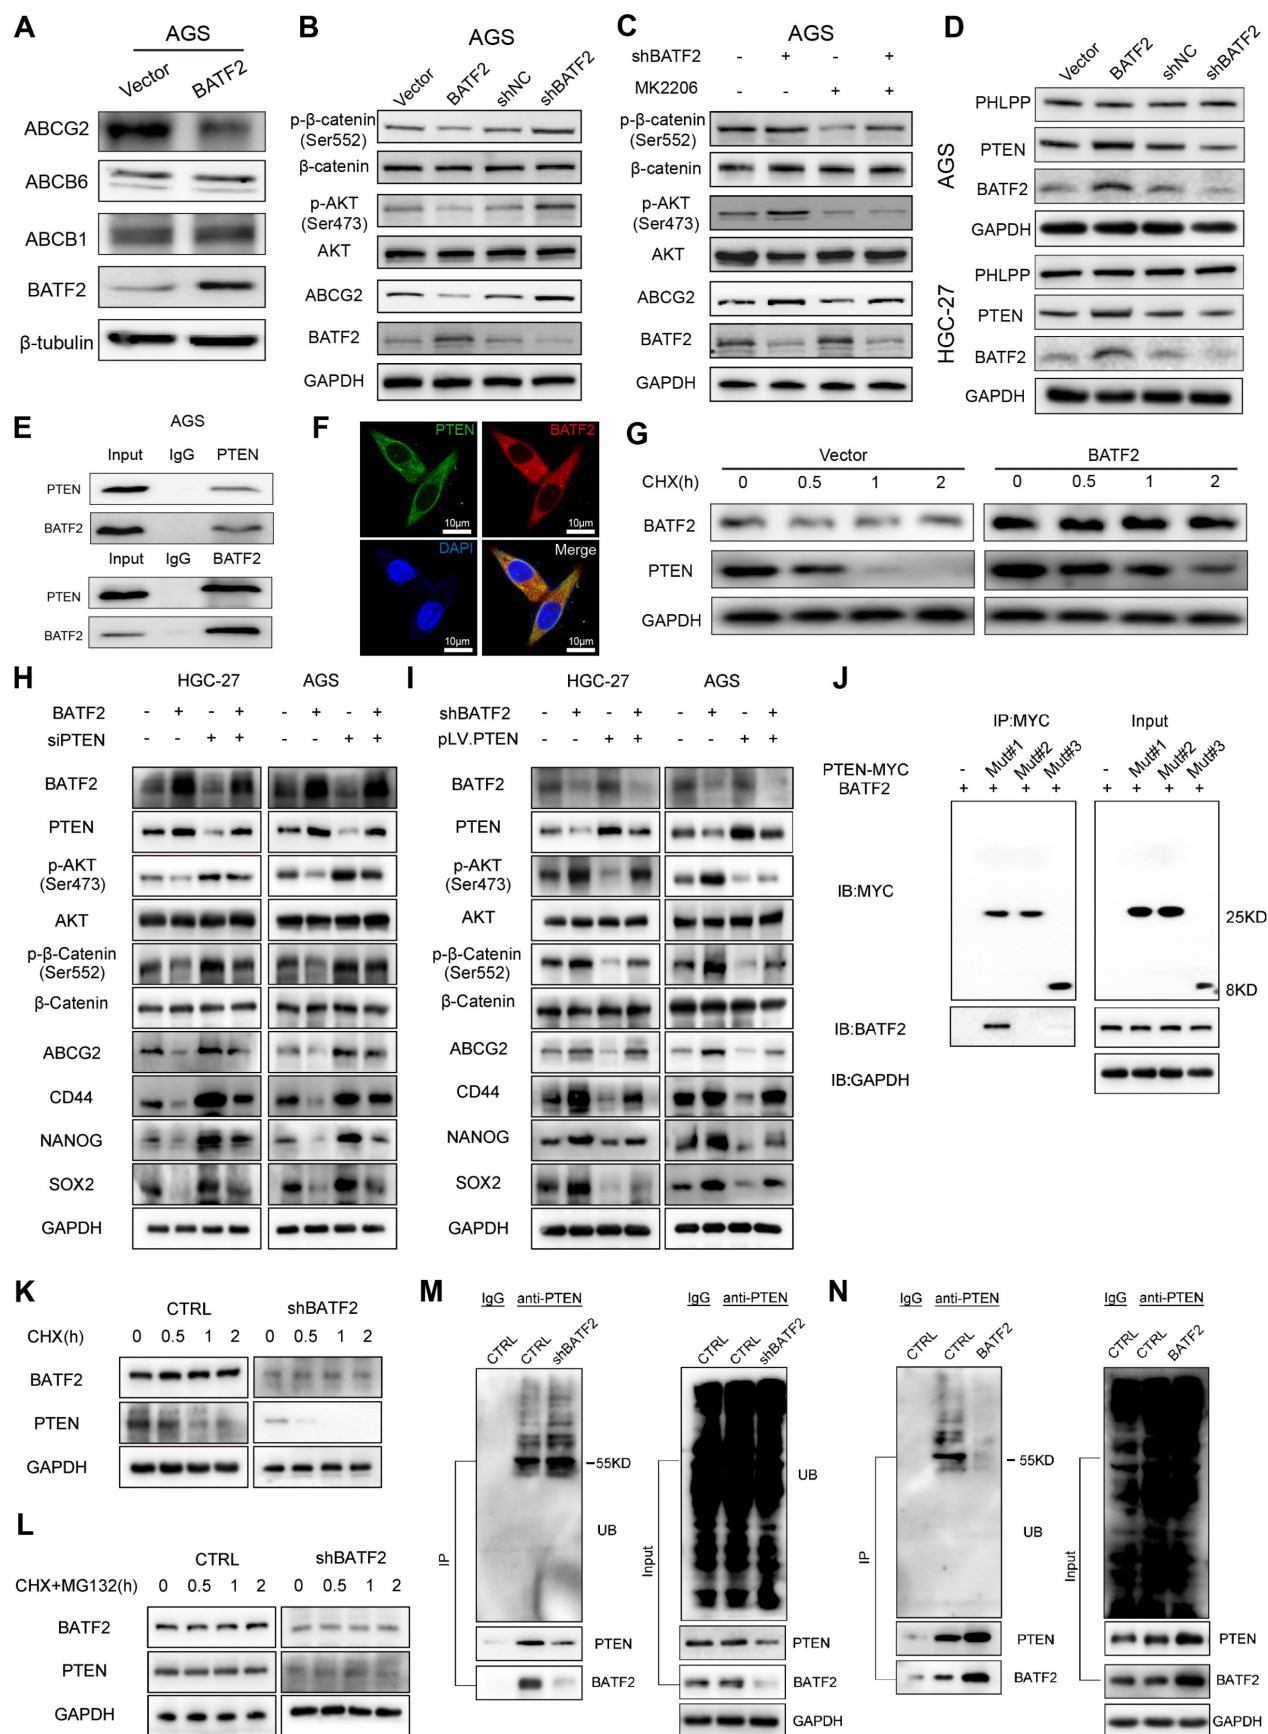 A
AGS
Vector BATF2
ABCG2
ABCB6
ABCB1
BATF2
β-tubulin
B
AGS
Vector BATF2 shNC shBATF2
p-β-catenin
(Ser552)
β-catenin
p-AKT
(Ser473)
AKT
ABCG2
BATF2
GAPDH
C
AGS
shBATF2 - + - +
MK2206 - - + +
p-β-catenin
(Ser552)
β-catenin
p-AKT
(Ser473)
AKT
ABCG2
BATF2
GAPDH
D
Vector BATF2 shNC shBATF2
AGS
PHLPP
PTEN
BATF2
GAPDH
HGC-27
PHLPP
PTEN
BATF2
GAPDH
E
AGS
Input IgG PTEN
PTEN
BATF2
Input IgG BATF2
PTEN
BATF2
F
PTEN
10μm
BATF2
10μm
DAPI
10μm
Merge
10μm
G
Vector BATF2
CHX(h) 0 0.5 1 2 0 0.5 1 2
BATF2
PTEN
GAPDH
H
HGC-27 AGS
BATF2 - + - + - + - +
siPTEN - - + + - - + +
BATF2
PTEN
p-AKT
(Ser473)
AKT
p-β-Catenin
(Ser552)
β-Catenin
ABCG2
CD44
NANOG
SOX2
GAPDH
I
HGC-27 AGS
shBATF2 - + - + - + - +
pLV.PTEN - - + + - - + +
BATF2
PTEN
p-AKT
(Ser473)
AKT
p-β-Catenin
(Ser552)
β-Catenin
ABCG2
CD44
NANOG
SOX2
GAPDH
J
IP:MYC Input
PTEN-MYC - Mut#1 Mut#2 Mut#3 - Mut#1 Mut#2 Mut#3
BATF2 + + + + + + + +
IB:MYC
25KD
8KD
IB:BATF2
IB:GAPDH
K
CTRL shBATF2
CHX(h) 0 0.5 1 2 0 0.5 1 2
BATF2
PTEN
GAPDH
L
CTRL shBATF2
CHX+MG132(h) 0 0.5 1 2 0 0.5 1 2
BATF2
PTEN
GAPDH
M
IgG anti-PTEN
CTRL CTRL shBATF2
55KD
UB
IP
PTEN
BATF2
IgG anti-PTEN
CTRL CTRL shBATF2
UB
Input
PTEN
BATF2
GAPDH
N
IgG anti-PTEN
CTRL CTRL BATF2
55KD
UB
IP
PTEN
BATF2
IgG anti-PTEN
CTRL CTRL BATF2
Input
PTEN
BATF2
GAPDH